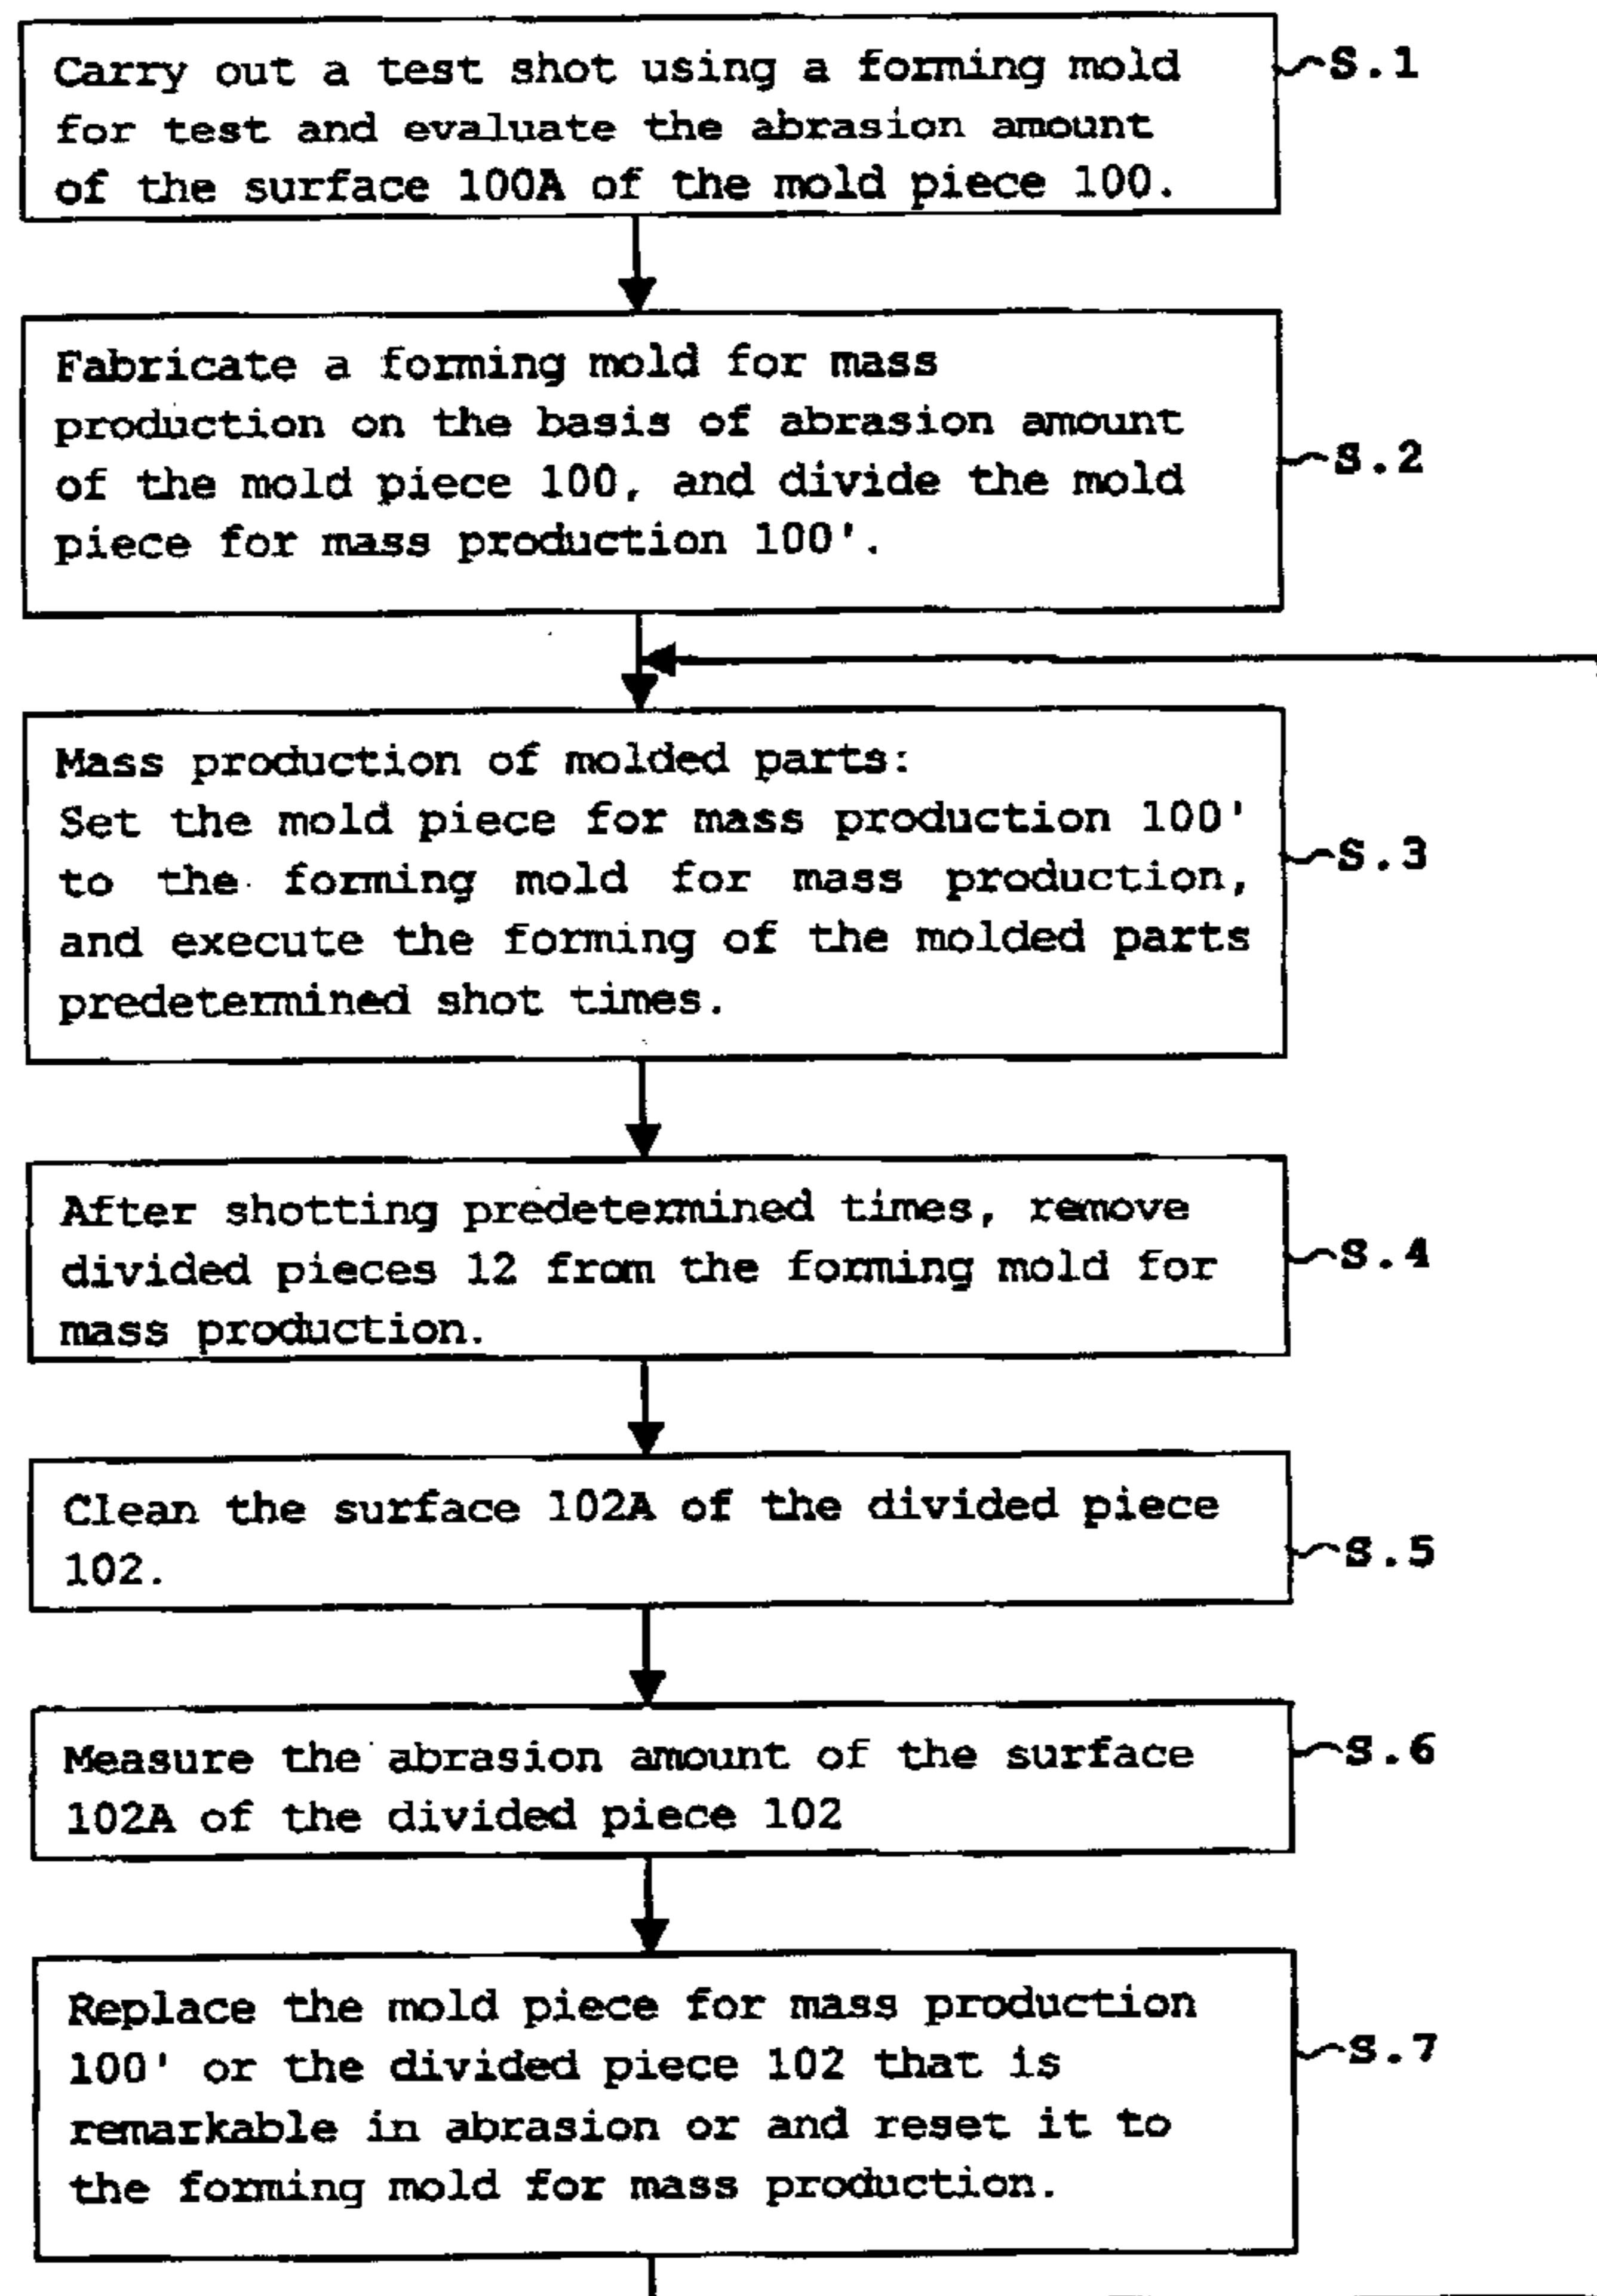 Carry out a test shot using a forming mold
for test and evaluate the abrasion amount
of the surface 100A of the mold piece 100.
S.1
Fabricate a forming mold for mass
production on the basis of abrasion amount
of the mold piece 100, and divide the mold
piece for mass production 100'.
S.2
Mass production of molded parts:
Set the mold piece for mass production 100'
to the forming mold for mass production,
and execute the forming of the molded parts
predetermined shot times.
S.3
After shotting predetermined times, remove
divided pieces 12 from the forming mold for
mass production.
S.4
Clean the surface 102A of the divided piece
102.
S.5
Measure the abrasion amount of the surface
102A of the divided piece 102
S.6
Replace the mold piece for mass production
100' or the divided piece 102 that is
remarkable in abrasion or and reset it to
the forming mold for mass production.
S.7